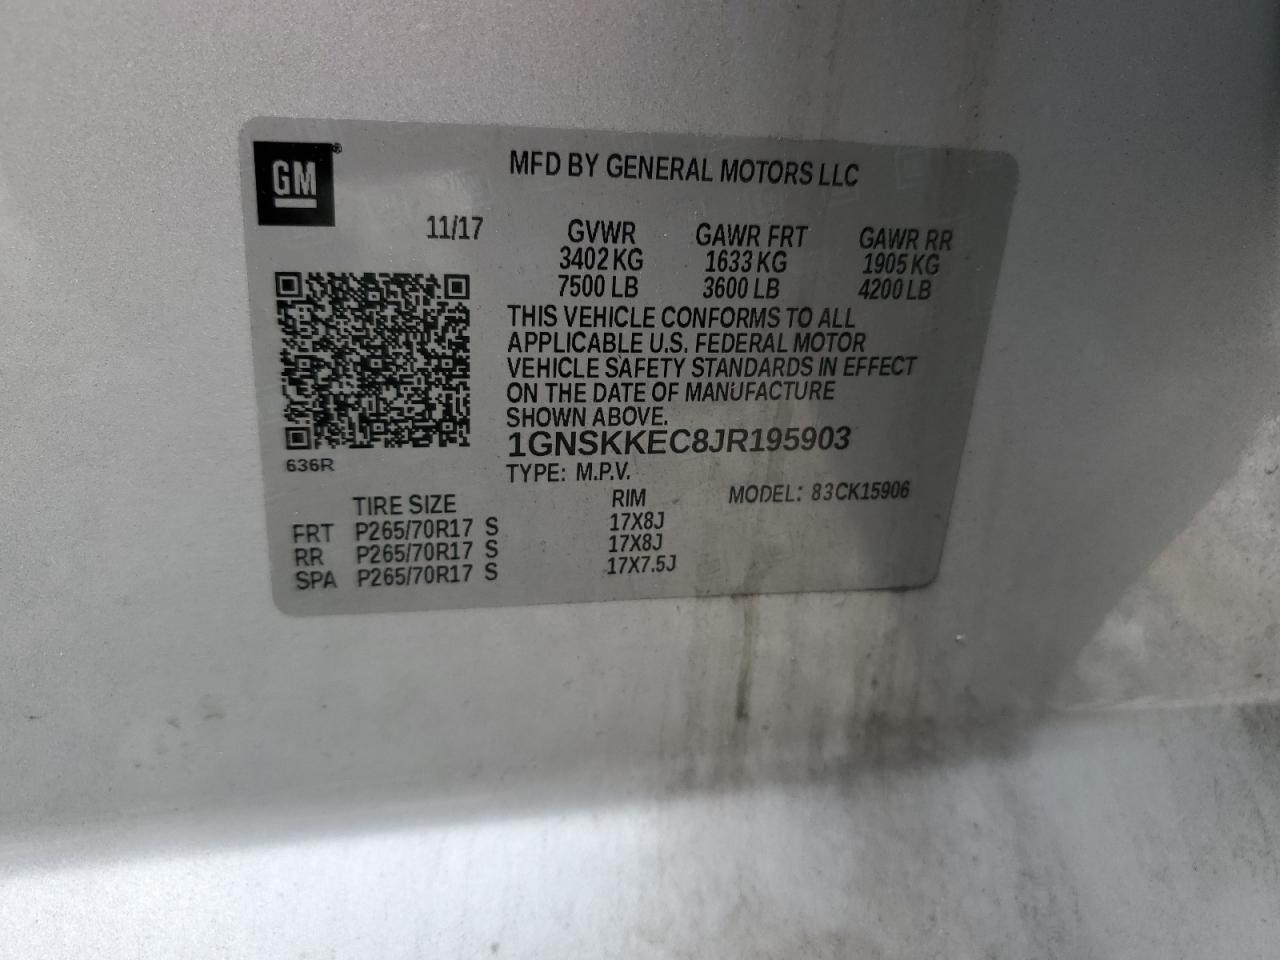 GM®
MFD BY GENERAL MOTORS LLC
11/17
GVWR GAWR FRT GAWR RR
3402 KG 1633 KG 1905 KG
7500 LB 3600 LB 4200 LB
THIS VEHICLE CONFORMS TO ALL
APPLICABLE U.S. FEDERAL MOTOR
VEHICLE SAFETY STANDARDS IN EFFECT
ON THE DATE OF MANUFACTURE
SHOWN ABOVE.
1GNSKKEC8JR195903
636R
TYPE: M.P.V.
TIRE SIZE RIM MODEL: 83CK15906
FRT P265/70R17 S 17X8J
RR P265/70R17 S 17X8J
SPA P265/70R17 S 17X7.5J